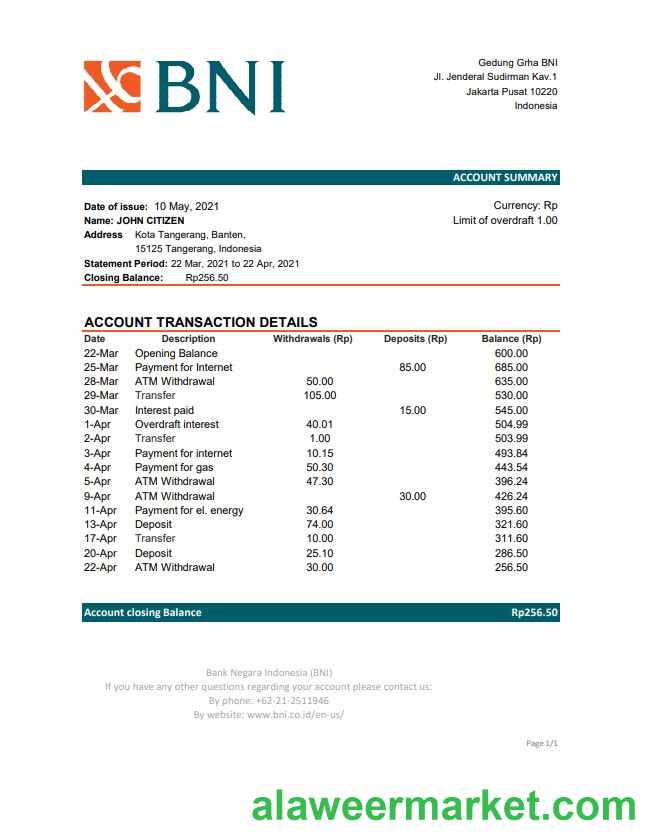 BNI
Gedung Grha BNI
Jl. Jenderal Sudirman Kav.1
Jakarta Pusat 10220
Indonesia
ACCOUNT SUMMARY
Date of issue: 10 May, 2021
Currency: Rp
Name: JOHN CITIZEN
Limit of overdraft 1.00
Address Kota Tangerang, Banten,
15125 Tangerang, Indonesia
Statement Period: 22 Mar, 2021 to 22 Apr, 2021
Closing Balance: Rp256.50
ACCOUNT TRANSACTION DETAILS
Date Description Withdrawals (Rp) Deposits (Rp) Balance (Rp)
22-Mar Opening Balance 600.00
25-Mar Payment for Internet 85.00 685.00
28-Mar ATM Withdrawal 50.00 635.00
29-Mar Transfer 105.00 530.00
30-Mar Interest paid 15.00 545.00
1-Apr Overdraft interest 40.01 504.99
2-Apr Transfer 1.00 503.99
3-Apr Payment for internet 10.15 493.84
4-Apr Payment for gas 50.30 443.54
5-Apr ATM Withdrawal 47.30 396.24
9-Apr ATM Withdrawal 30.00 426.24
11-Apr Payment for el. energy 30.64 395.60
13-Apr Deposit 74.00 321.60
17-Apr Transfer 10.00 311.60
20-Apr Deposit 25.10 286.50
22-Apr ATM Withdrawal 30.00 256.50
Account closing Balance Rp256.50
Bank Negara Indonesia (BNI)
If you have any other questions regarding your account please contact us:
By phone: +62-21-2511946
By website: www.bni.co.id/en-us/
Page 1/1
alaweermarket.com